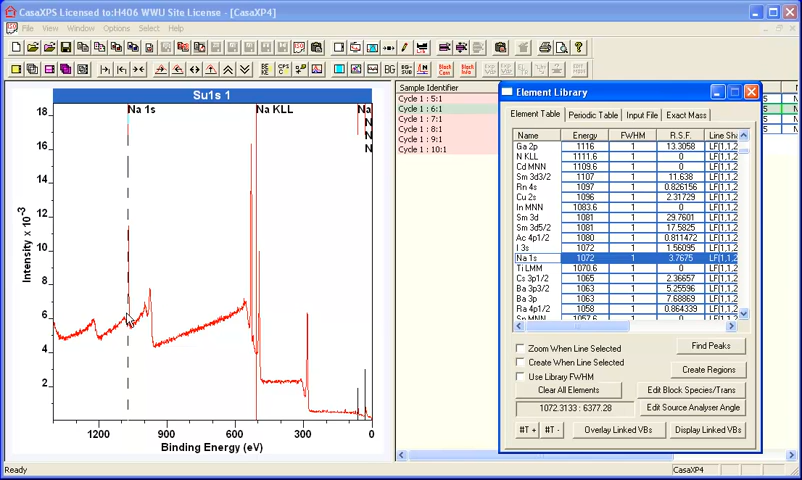 CasaXPS Licensed to:H406 WWU Site License - [CasaXP4]
File View Window Options Select Help
Su1s 1
Na 1s
Na KLL
Na
N
N
N
18
16
14
12
10
8
6
4
2
Intensity x 10-3
1200 900 600 300 0
Binding Energy (eV)
Sample Identifier
Cycle 1 : 5:1
Cycle 1 : 6:1
Cycle 1 : 7:1
Cycle 1 : 8:1
Cycle 1 : 9:1
Cycle 1 : 10:1
Element Library
Element Table Periodic Table Input File Exact Mass
Name Energy FWHM R.S.F. Line Sha
Ga 2p 1116 1 13.3058 LF(1,1,2
N KLL 1111.6 1 0 LF(1,1,2
Cd MNN 1109.6 1 0 LF(1,1,2
Sm 3d3/2 1107 1 11.638 LF(1,1,2
Rn 4s 1097 1 0.826156 LF(1,1,2
Cu 2s 1096 1 2.31729 LF(1,1,2
In MNN 1083.6 1 0 LF(1,1,2
Sm 3d 1081 1 29.7601 LF(1,1,2
Sm 3d5/2 1081 1 17.5825 LF(1,1,2
Ac 4p1/2 1080 1 0.811472 LF(1,1,2
I 3s 1072 1 1.56095 LF(1,1,2
Na 1s 1072 1 3.7675 LF(1,1,2
Ti LMM 1070.6 1 0 LF(1,1,2
Cs 3p1/2 1065 1 2.36657 LF(1,1,2
Ba 3p3/2 1063 1 5.25596 LF(1,1,2
Ba 3p 1063 1 7.68869 LF(1,1,2
Ra 4p1/2 1058 1 0.864339 LF(1,1,2
Sn MNN 1057.6 1 0 LF(1,1,2
Zoom When Line Selected
Create When Line Selected
Use Library FWHM
Find Peaks
Create Regions
Clear All Elements
Edit Block Species/Trans
1072.3133 : 6377.28
Edit Source Analyser Angle
#T + #T - Overlay Linked VBs Display Linked VBs
Ready
CasaXP4